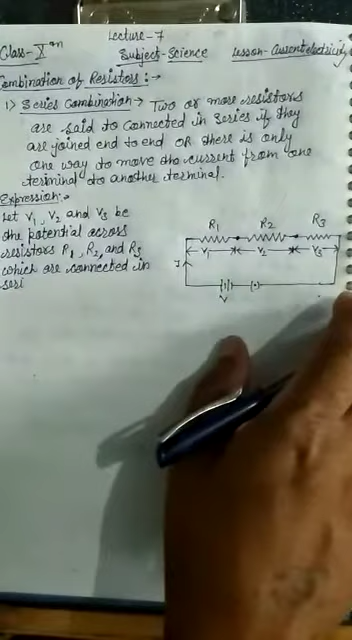 Lecture-7
Class-Xth Subject-Science Lesson-Current electricity
Combination of Resistors:-
1> Series Combination → Two or more resistors
are said to connected in Series if they
are joined end to end OR there is only
one way to move the current from one
terminal to another terminal.
Expression:-
Let V1, V2 and V3 be
the potential across
resistors R1, R2, and R3
which are connected in
seri
R1 R2 R3
V1 V2 V3
I
V